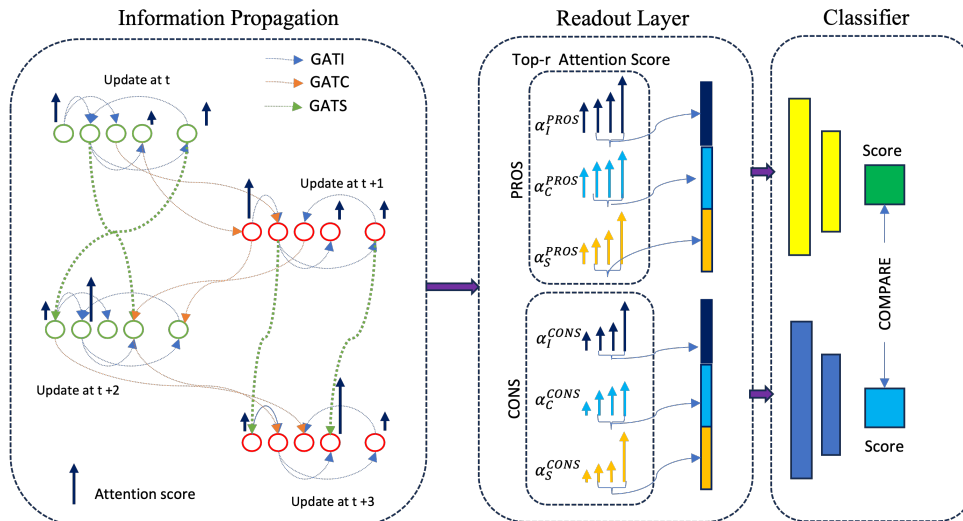 Information Propagation
Readout Layer
Classifier
Update at t
GATI
GATC
GATS
Update at t +1
Update at t +2
Update at t +3
Attention score
Top-r Attention Score
PROS
α_I^PROS
α_C^PROS
α_S^PROS
CONS
α_I^CONS
α_C^CONS
α_S^CONS
Score
COMPARE
Score